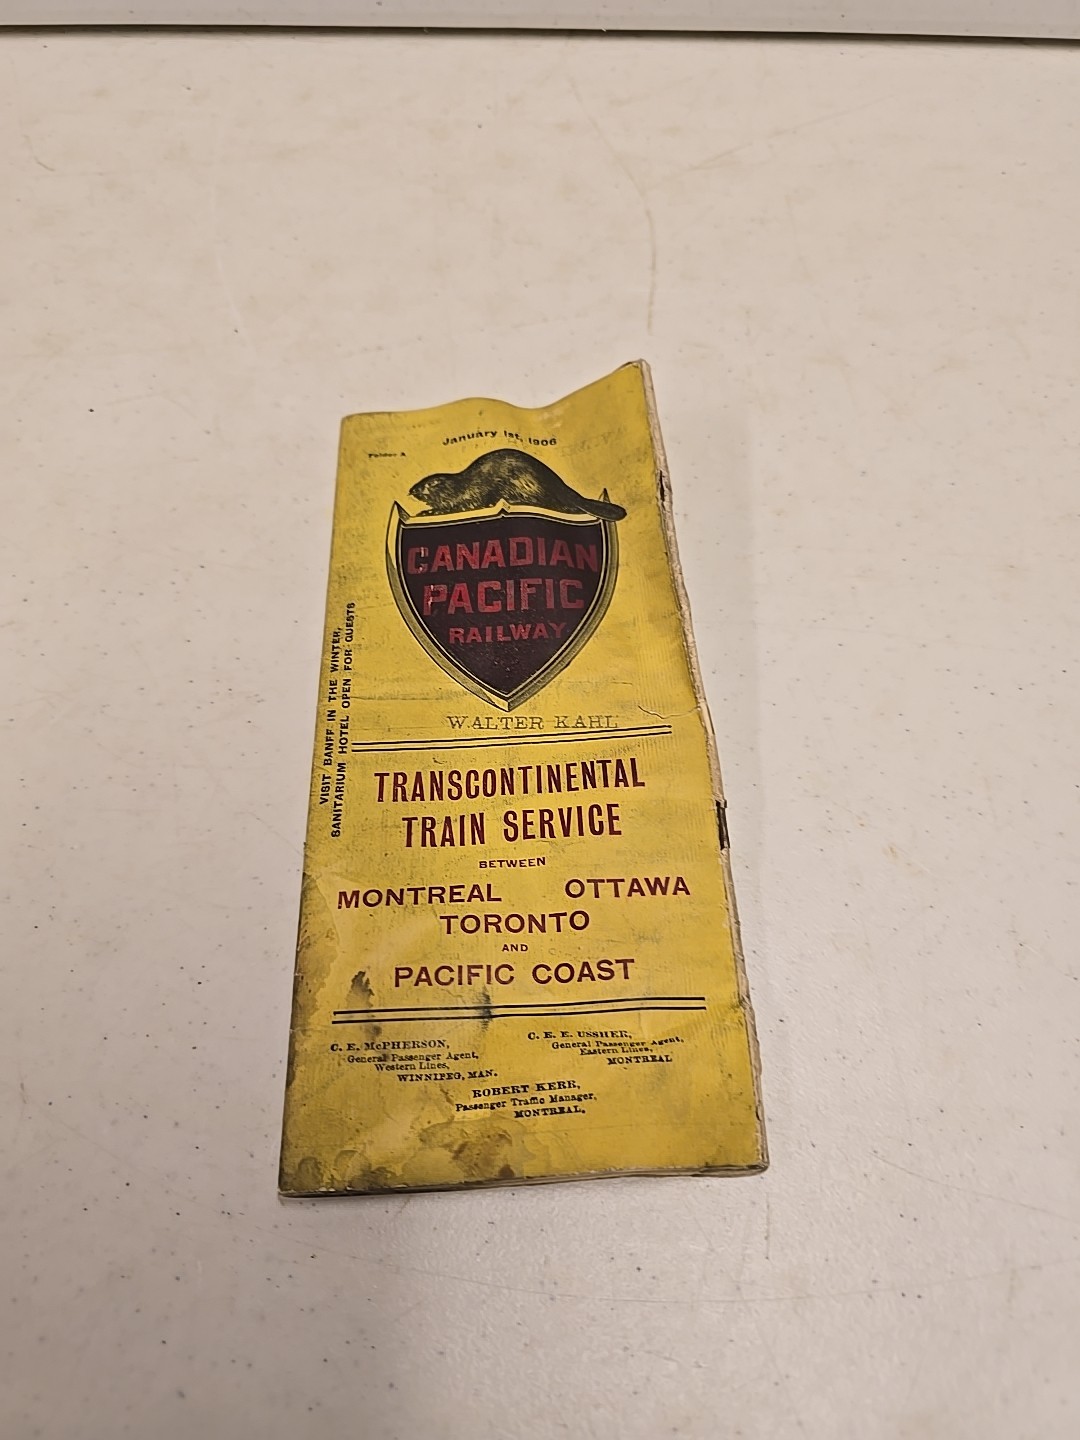 January 1st, 1906
Folder A
CANADIAN
PACIFIC
RAILWAY
VISIT BANFF IN THE WINTER,
SANITARIUM HOTEL OPEN FOR GUESTS
WALTER KAHL
TRANSCONTINENTAL
TRAIN SERVICE
BETWEEN
MONTREAL OTTAWA
TORONTO
AND
PACIFIC COAST
C. E. McPHERSON,
General Passenger Agent,
Western Lines,
WINNIPEG, MAN.
C. E. E. USSHER,
General Passenger Agent,
Eastern Lines,
MONTREAL
ROBERT KERR,
Passenger Traffic Manager,
MONTREAL.